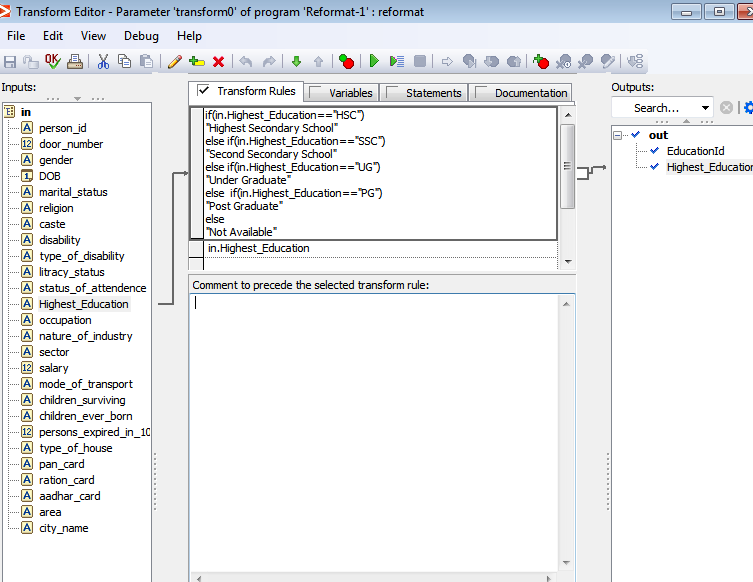 Transform Editor - Parameter 'transform0' of program 'Reformat-1' : reformat
File Edit View Debug Help
OK
Inputs:
in
person_id
door_number
gender
DOB
marital_status
religion
caste
disability
type_of_disability
litracy_status
status_of_attendence
Highest_Education
occupation
nature_of_industry
sector
salary
mode_of_transport
children_surviving
children_ever_born
persons_expired_in_10
type_of_house
pan_card
ration_card
aadhar_card
area
city_name
Transform Rules Variables Statements Documentation
if(in.Highest_Education=="HSC")
"Highest Secondary School"
else if(in.Highest_Education=="SSC")
"Second Secondary School"
else if(in.Highest_Education=="UG")
"Under Graduate"
else  if(in.Highest_Education=="PG")
"Post Graduate"
else
"Not Available"
in.Highest_Education
Comment to precede the selected transform rule:
Outputs:
Search...
out
EducationId
Highest_Education